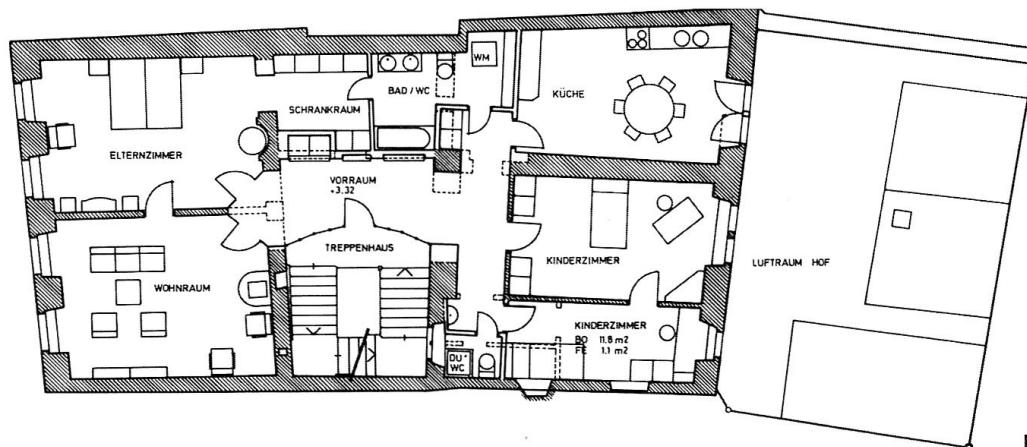 WM
KÜCHE
BAD / WC
SCHRANKRAUM
ELTERNZIMMER
VORRAUM
+3.32
TREPPENHAUS
KINDERZIMMER
LUFTRAUM HOF
WOHNRAUM
KINDERZIMMER
BO 11.8 m2
FE 1.1 m2
DU
WC